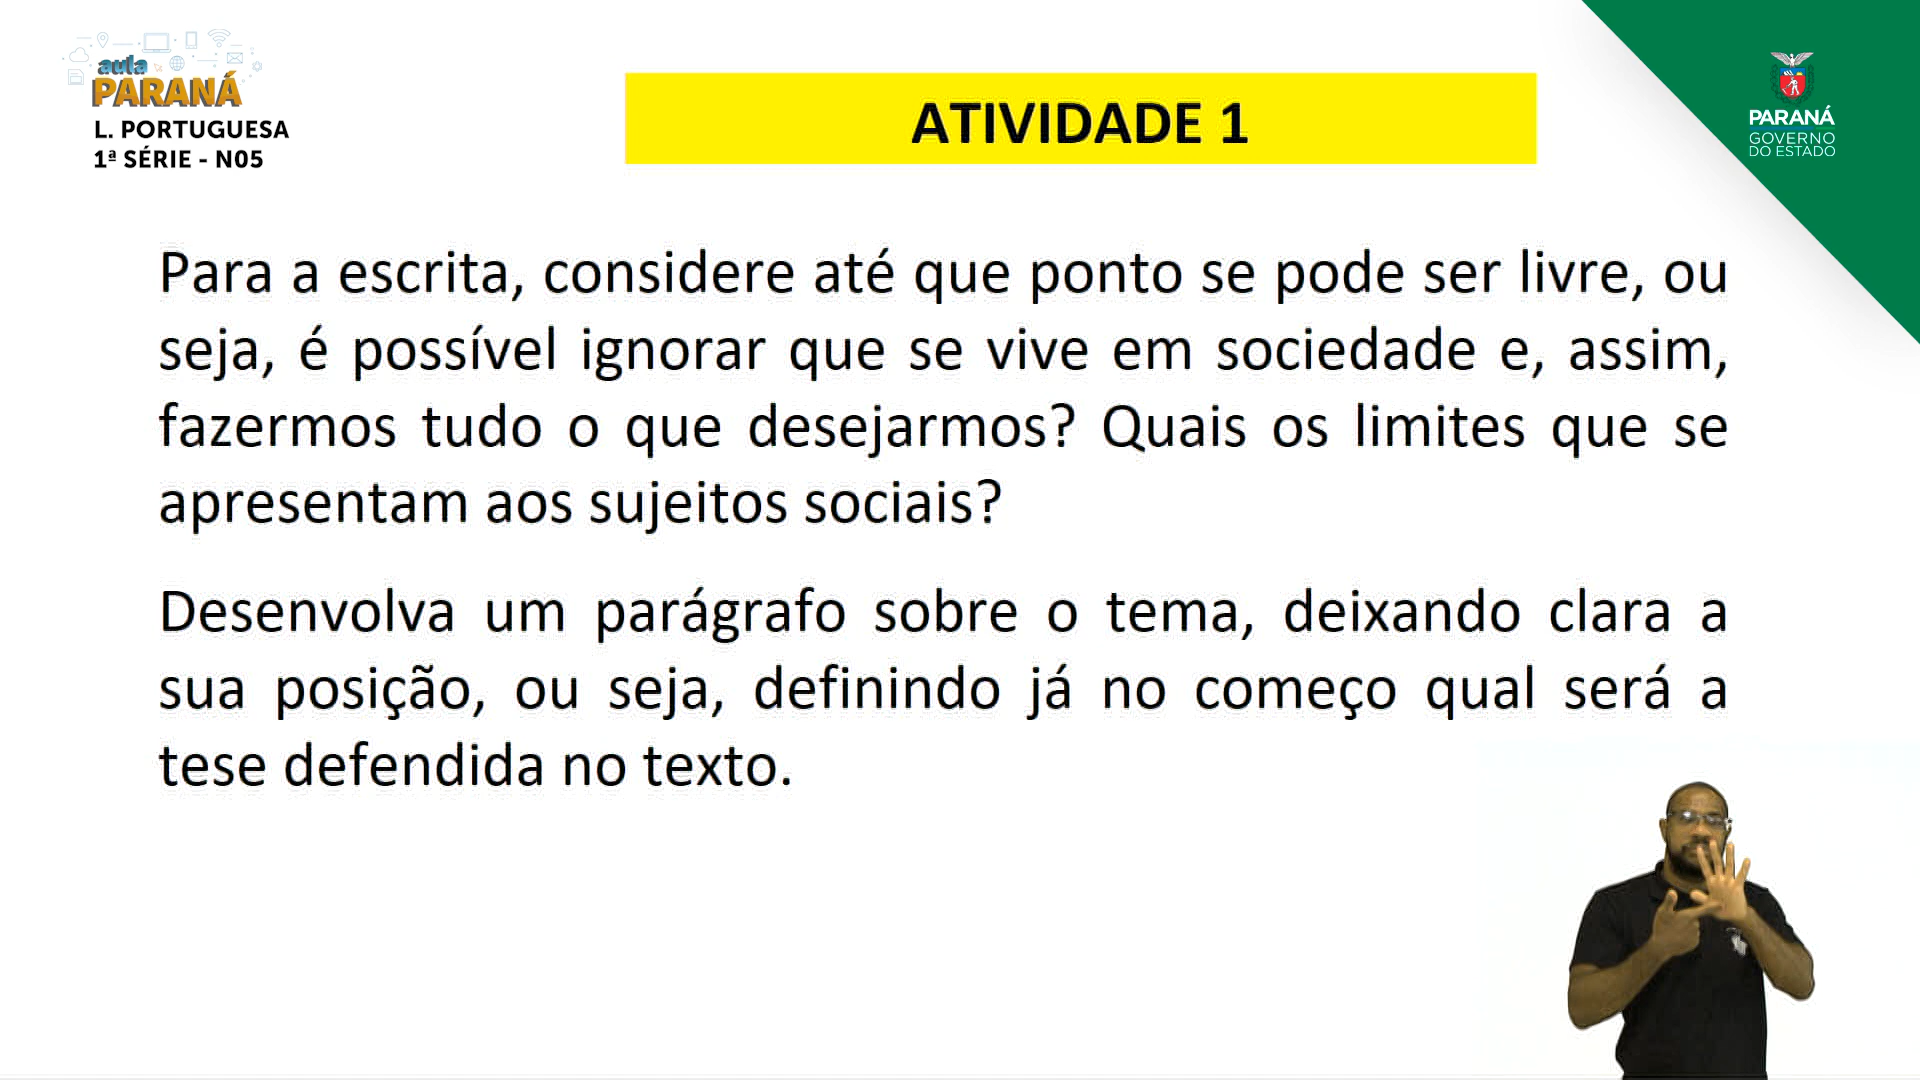 aula
PARANÁ
L. PORTUGUESA
1ª SÉRIE - N05
ATIVIDADE 1
PARANÁ
GOVERNO
DO ESTADO
Para a escrita, considere até que ponto se pode ser livre, ou
seja, é possível ignorar que se vive em sociedade e, assim,
fazermos tudo o que desejarmos? Quais os limites que se
apresentam aos sujeitos sociais?
Desenvolva um parágrafo sobre o tema, deixando clara a
sua posição, ou seja, definindo já no começo qual será a
tese defendida no texto.